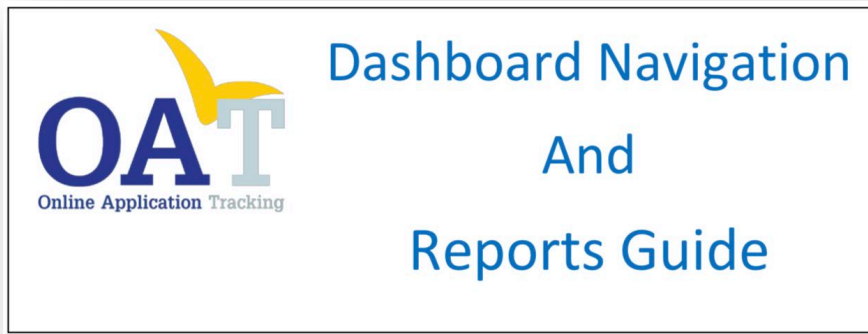 OAT
Online Application Tracking
Dashboard Navigation
And
Reports Guide